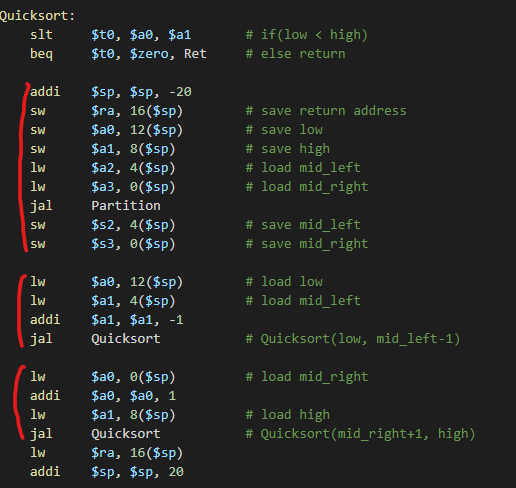 Quicksort:
slt $t0, $a0, $a1 # if(low < high)
beq $t0, $zero, Ret # else return
addi $sp, $sp, -20
sw $ra, 16($sp) # save return address
sw $a0, 12($sp) # save low
sw $a1, 8($sp) # save high
lw $a2, 4($sp) # load mid_left
lw $a3, 0($sp) # load mid_right
jal Partition
sw $s2, 4($sp) # save mid_left
sw $s3, 0($sp) # save mid_right
lw $a0, 12($sp) # load low
lw $a1, 4($sp) # load mid_left
addi $a1, $a1, -1
jal Quicksort # Quicksort(low, mid_left-1)
lw $a0, 0($sp) # load mid_right
addi $a0, $a0, 1
lw $a1, 8($sp) # load high
jal Quicksort # Quicksort(mid_right+1, high)
lw $ra, 16($sp)
addi $sp, $sp, 20